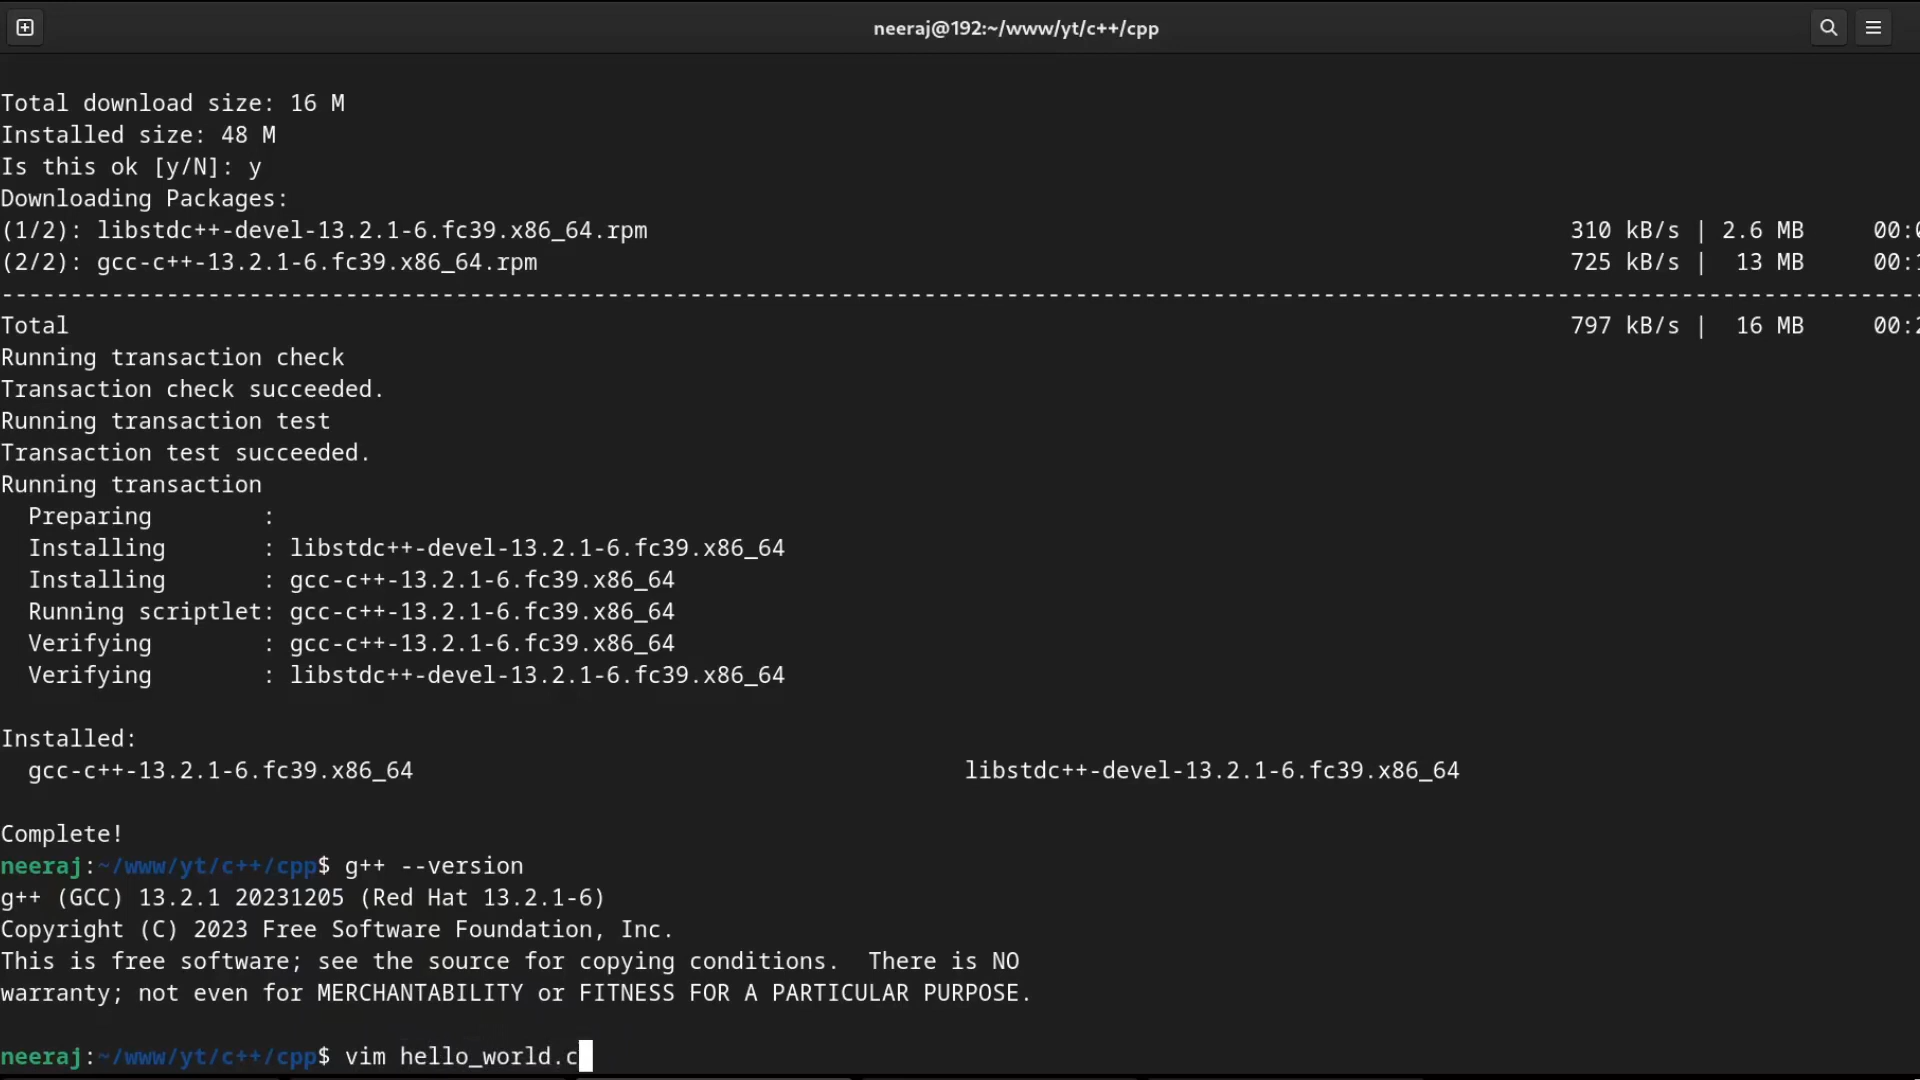 neeraj@192:~/www/yt/c++/cpp
Total download size: 16 M
Installed size: 48 M
Is this ok [y/N]: y
Downloading Packages:
(1/2): libstdc++-devel-13.2.1-6.fc39.x86_64.rpm 310 kB/s | 2.6 MB 00:
(2/2): gcc-c++-13.2.1-6.fc39.x86_64.rpm 725 kB/s | 13 MB 00:
--------------------------------------------------------------------------------------------------------------------------------------------
Total 797 kB/s | 16 MB 00:
Running transaction check
Transaction check succeeded.
Running transaction test
Transaction test succeeded.
Running transaction
Preparing :
Installing : libstdc++-devel-13.2.1-6.fc39.x86_64
Installing : gcc-c++-13.2.1-6.fc39.x86_64
Running scriptlet: gcc-c++-13.2.1-6.fc39.x86_64
Verifying : gcc-c++-13.2.1-6.fc39.x86_64
Verifying : libstdc++-devel-13.2.1-6.fc39.x86_64
Installed:
gcc-c++-13.2.1-6.fc39.x86_64 libstdc++-devel-13.2.1-6.fc39.x86_64
Complete!
neeraj:~/www/yt/c++/cpp$ g++ --version
g++ (GCC) 13.2.1 20231205 (Red Hat 13.2.1-6)
Copyright (C) 2023 Free Software Foundation, Inc.
This is free software; see the source for copying conditions. There is NO
warranty; not even for MERCHANTABILITY or FITNESS FOR A PARTICULAR PURPOSE.
neeraj:~/www/yt/c++/cpp$ vim hello_world.c